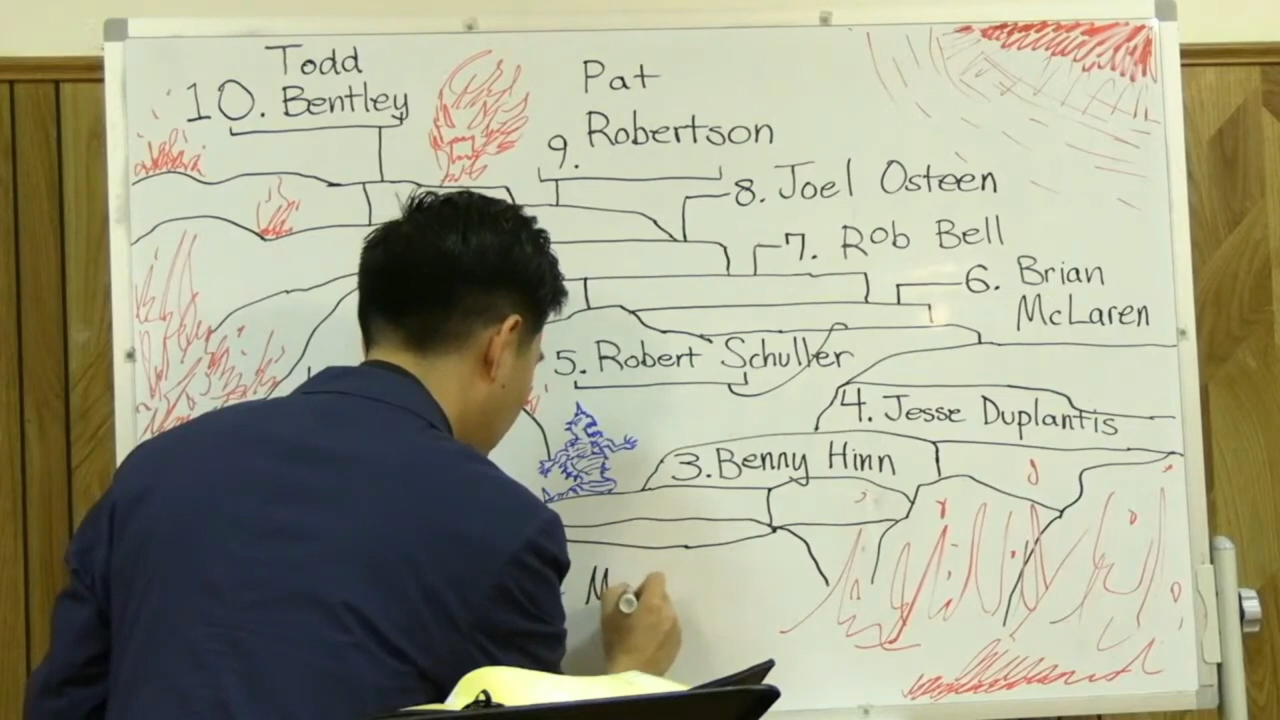 Todd
10. Bentley
Pat
9. Robertson
8. Joel Osteen
7. Rob Bell
6. Brian
McLaren
5. Robert Schuller
4. Jesse Duplantis
3. Benny Hinn
M